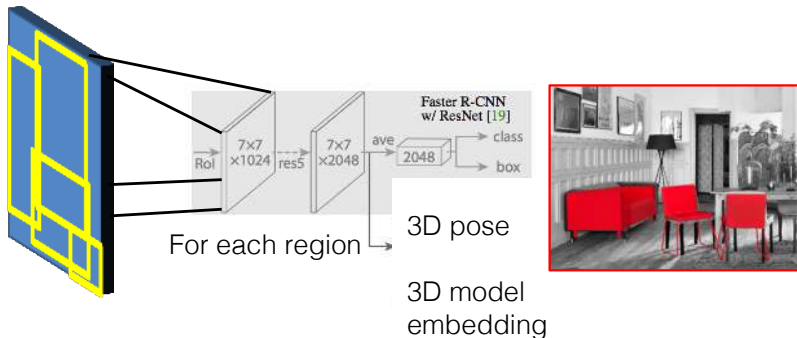 Faster R-CNN
w/ ResNet [19]
RoI
7×7
×1024
res5
7×7
×2048
ave
2048
class
box
For each region
3D pose
3D model
embedding